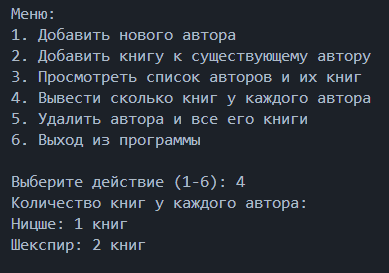 Меню:
1. Добавить нового автора
2. Добавить книгу к существующему автору
3. Просмотреть список авторов и их книг
4. Вывести сколько книг у каждого автора
5. Удалить автора и все его книги
6. Выход из программы
Выберите действие (1-6): 4
Количество книг у каждого автора:
Ницше: 1 книг
Шекспир: 2 книг